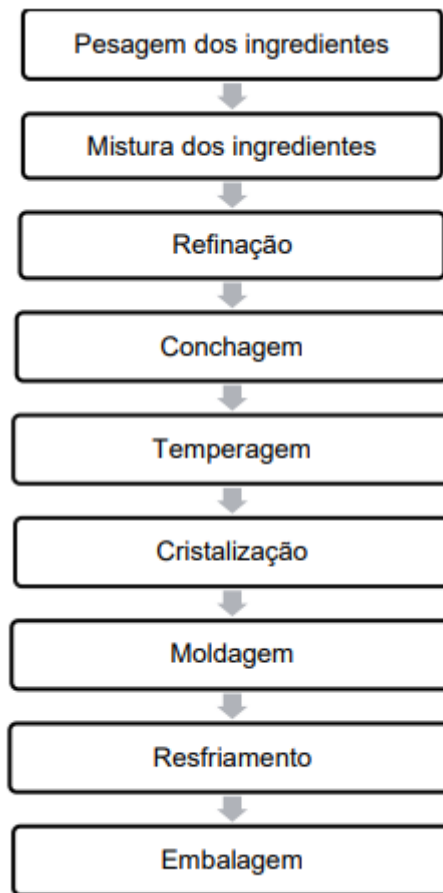 Pesagem dos ingredientes
Mistura dos ingredientes
Refinação
Conchagem
Temperagem
Cristalização
Moldagem
Resfriamento
Embalagem